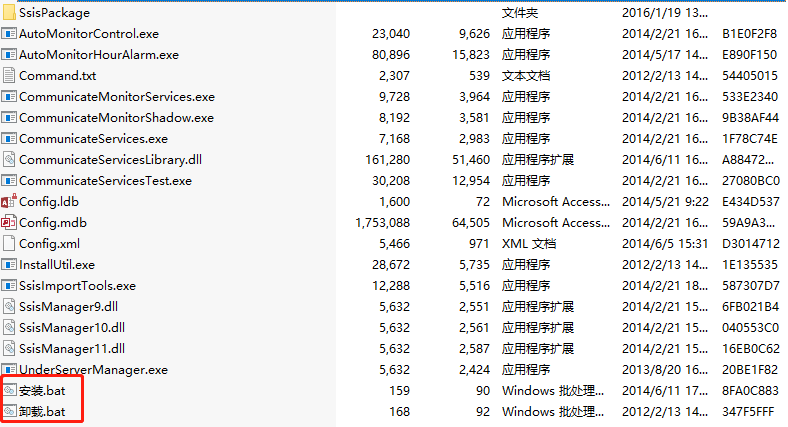 SsisPackage 文件夹 2016/1/19 13...
AutoMonitorControl.exe 23,040 9,626 应用程序 2014/2/21 16... B1E0F2F8
AutoMonitorHourAlarm.exe 80,896 15,823 应用程序 2014/5/17 14... E890F150
Command.txt 2,307 539 文本文档 2012/2/13 14... 54405015
CommunicateMonitorServices.exe 9,728 3,964 应用程序 2014/2/21 16... 533E2340
CommunicateMonitorShadow.exe 8,192 3,581 应用程序 2014/2/21 16... 9B38AF44
CommunicateServices.exe 7,168 2,983 应用程序 2014/2/21 16... 1F78C74E
CommunicateServicesLibrary.dll 161,280 51,460 应用程序扩展 2014/6/11 16... A88472...
CommunicateServicesTest.exe 30,208 12,954 应用程序 2014/2/21 16... 27080BC0
Config.ldb 1,600 72 Microsoft Access... 2014/5/21 9:22 E434D537
Config.mdb 1,753,088 64,505 Microsoft Access... 2014/2/21 16... 59A9A3...
Config.xml 5,466 971 XML 文档 2014/6/5 15:31 D3014712
InstallUtil.exe 28,672 5,735 应用程序 2012/2/13 14... 1E135535
SsisImportTools.exe 12,288 5,516 应用程序 2014/2/21 18... 587307D7
SsisManager9.dll 5,632 2,551 应用程序扩展 2014/2/21 15... 6FB021B4
SsisManager10.dll 5,632 2,561 应用程序扩展 2014/2/21 15... 040553C0
SsisManager11.dll 5,632 2,587 应用程序扩展 2014/2/21 15... 16EB0C62
UnderServerManager.exe 5,632 2,424 应用程序 2013/8/20 16... 20BE1F82
安装.bat 159 90 Windows 批处理... 2014/6/11 17... 8FA0C883
卸载.bat 168 92 Windows 批处理... 2012/2/13 14... 347F5FFF